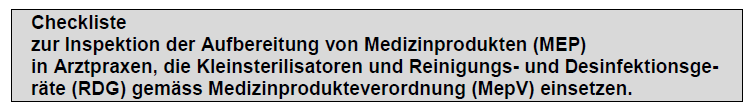 Checkliste
zur Inspektion der Aufbereitung von Medizinprodukten (MEP)
in Arztpraxen, die Kleinsterilisatoren und Reinigungs- und Desinfektionsge-
räte (RDG) gemäss Medizinprodukteverordnung (MepV) einsetzen.